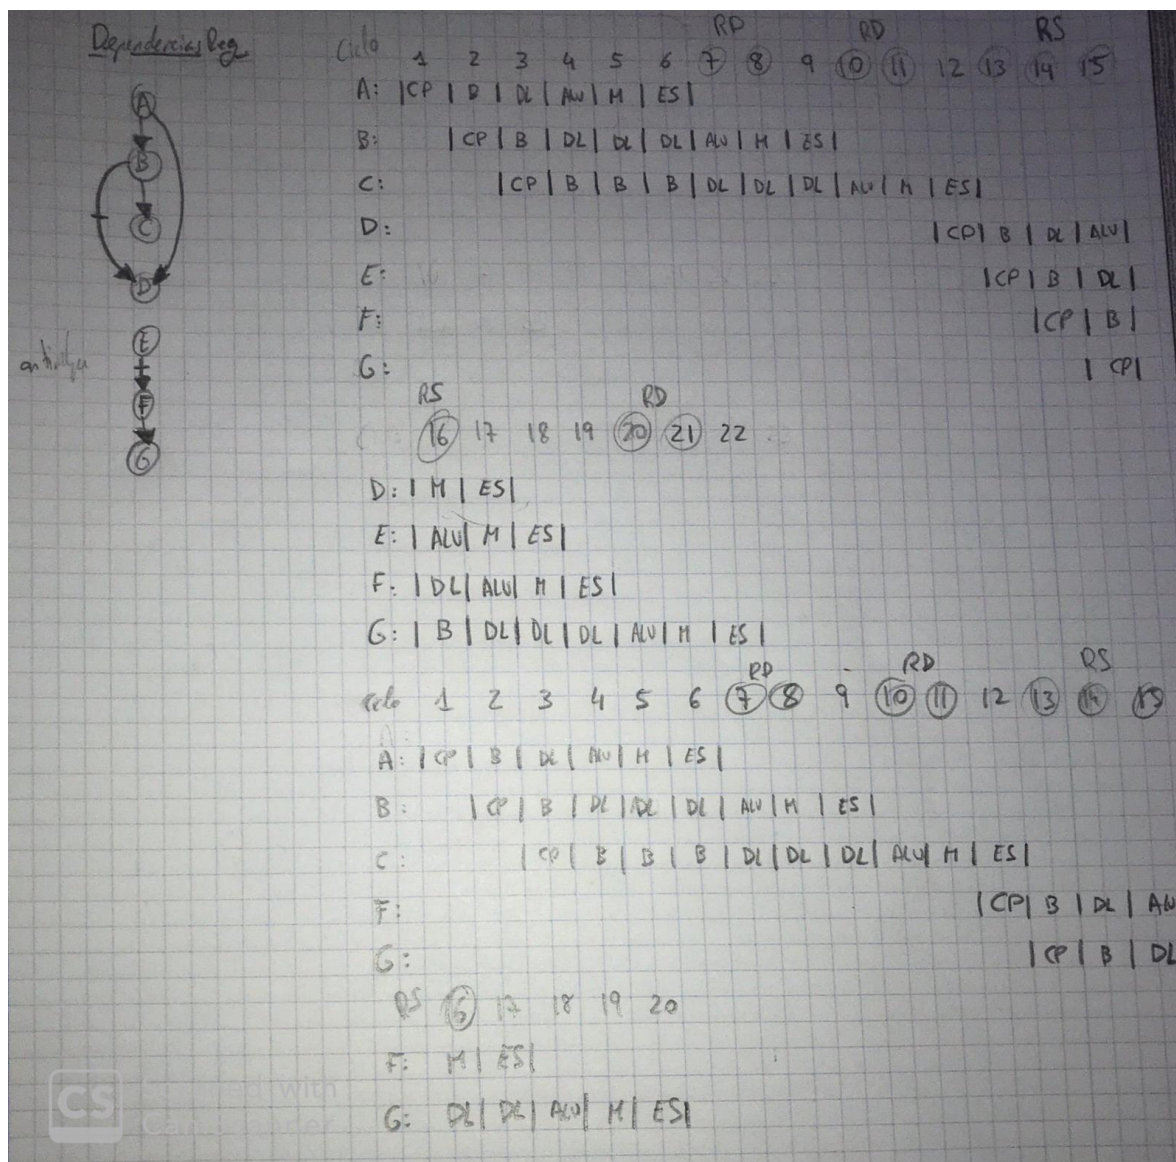 Dependencias Reg
RD RD RS
Ciclo 1 2 3 4 5 6 7 8 9 10 11 12 13 14 15
A
A: |CP| D | DL | ALU | M | ES|
B: |CP | B | DL | DL | DL | ALU | M | ES|
B
C: |CP | B | B | B | DL | DL | DL | ALU | M | ES|
C
D: |CP| B | DL | ALU|
D
E: |CP | B | DL|
F: |CP | B|
E
G: | CP|
F
RS RD
16 17 18 19 20 21 22
G
D: | M | ES|
E: | ALU| M | ES|
F: | DL| ALU| M | ES|
G: | B | DL| DL | DL | ALU| M | ES|
RD RD RS
Ciclo 1 2 3 4 5 6 7 8 9 10 11 12 13 14 15
A: | CP | B | DL | ALU | M | ES|
B: | CP | B | DL | DL | DL | ALU | M | ES|
C: | CP | B | B | B | DL | DL | DL | ALU| M | ES|
F: |CP| B | DL | ALU
G: | CP | B | DL
RS 16 17 18 19 20
F: M | ES|
CS
G: DL| DL | ALU| M | ES|